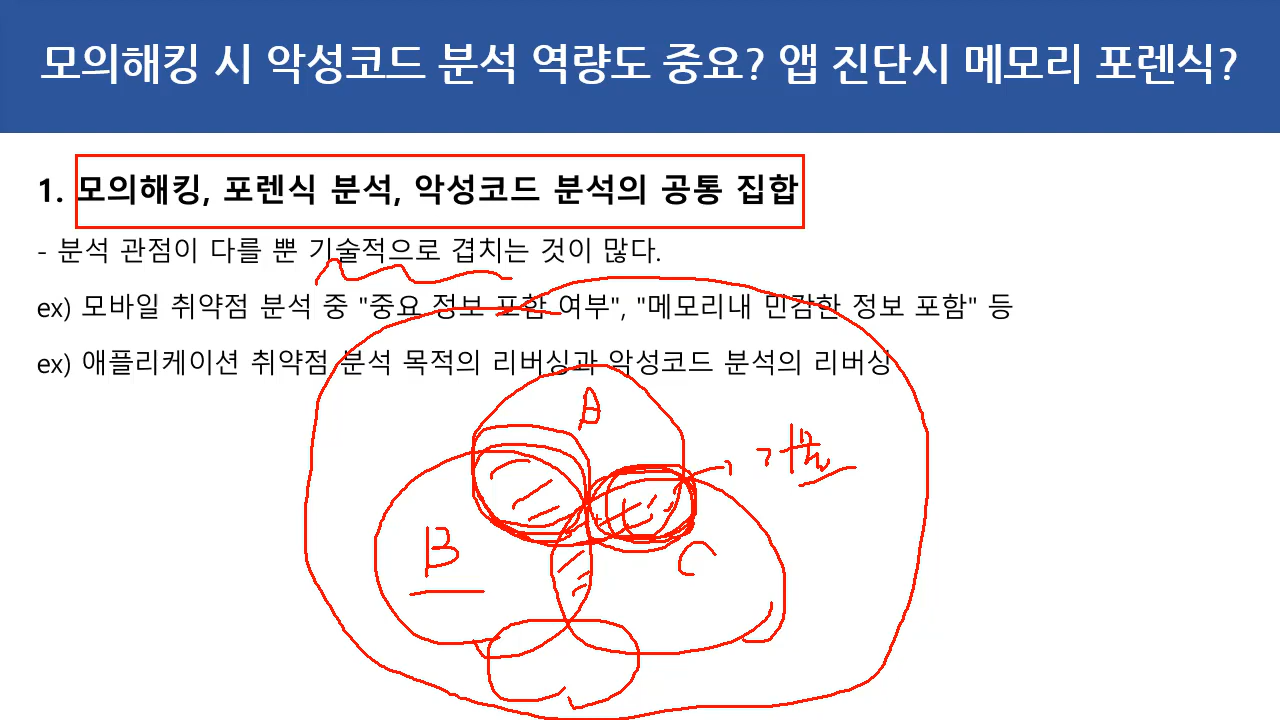 모의해킹 시 악성코드 분석 역량도 중요? 앱 진단시 메모리 포렌식?
1. 모의해킹, 포렌식 분석, 악성코드 분석의 공통 집합
- 분석 관점이 다를 뿐 기술적으로 겹치는 것이 많다.
ex) 모바일 취약점 분석 중 "중요 정보 포함 여부", "메모리내 민감한 정보 포함" 등
ex) 애플리케이션 취약점 분석 목적의 리버싱과 악성코드 분석의 리버싱
A
기술
B
C